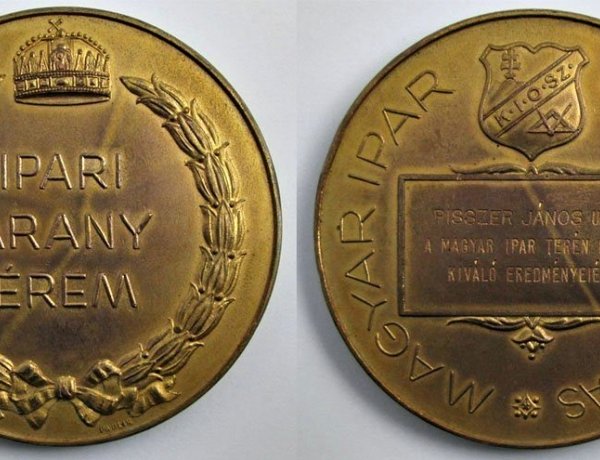 IPARI
ARANY
ÉREM
MAGYAR IPAR
K·I·O·SZ.
PISSZER JÁNOS U
A MAGYAR IPAR TERÉN
KIVÁLÓ EREDMÉNYEIÉ